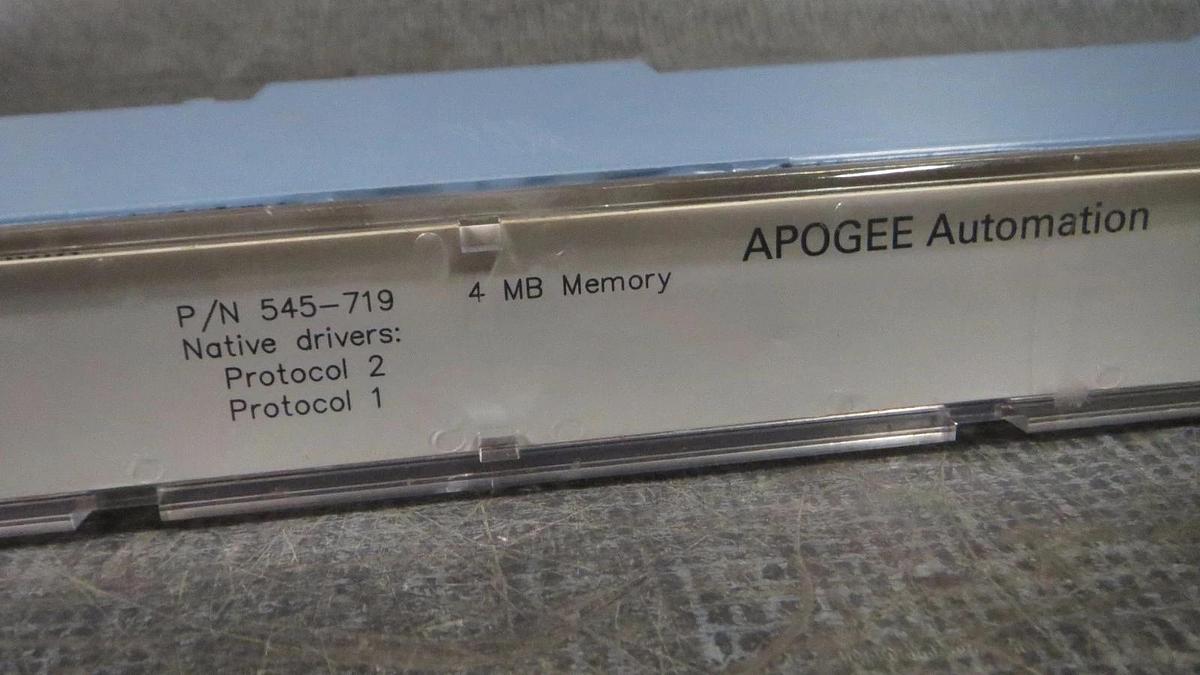 APOGEE Automation
P/N 545-719
4 MB Memory
Native drivers:
Protocol 2
Protocol 1